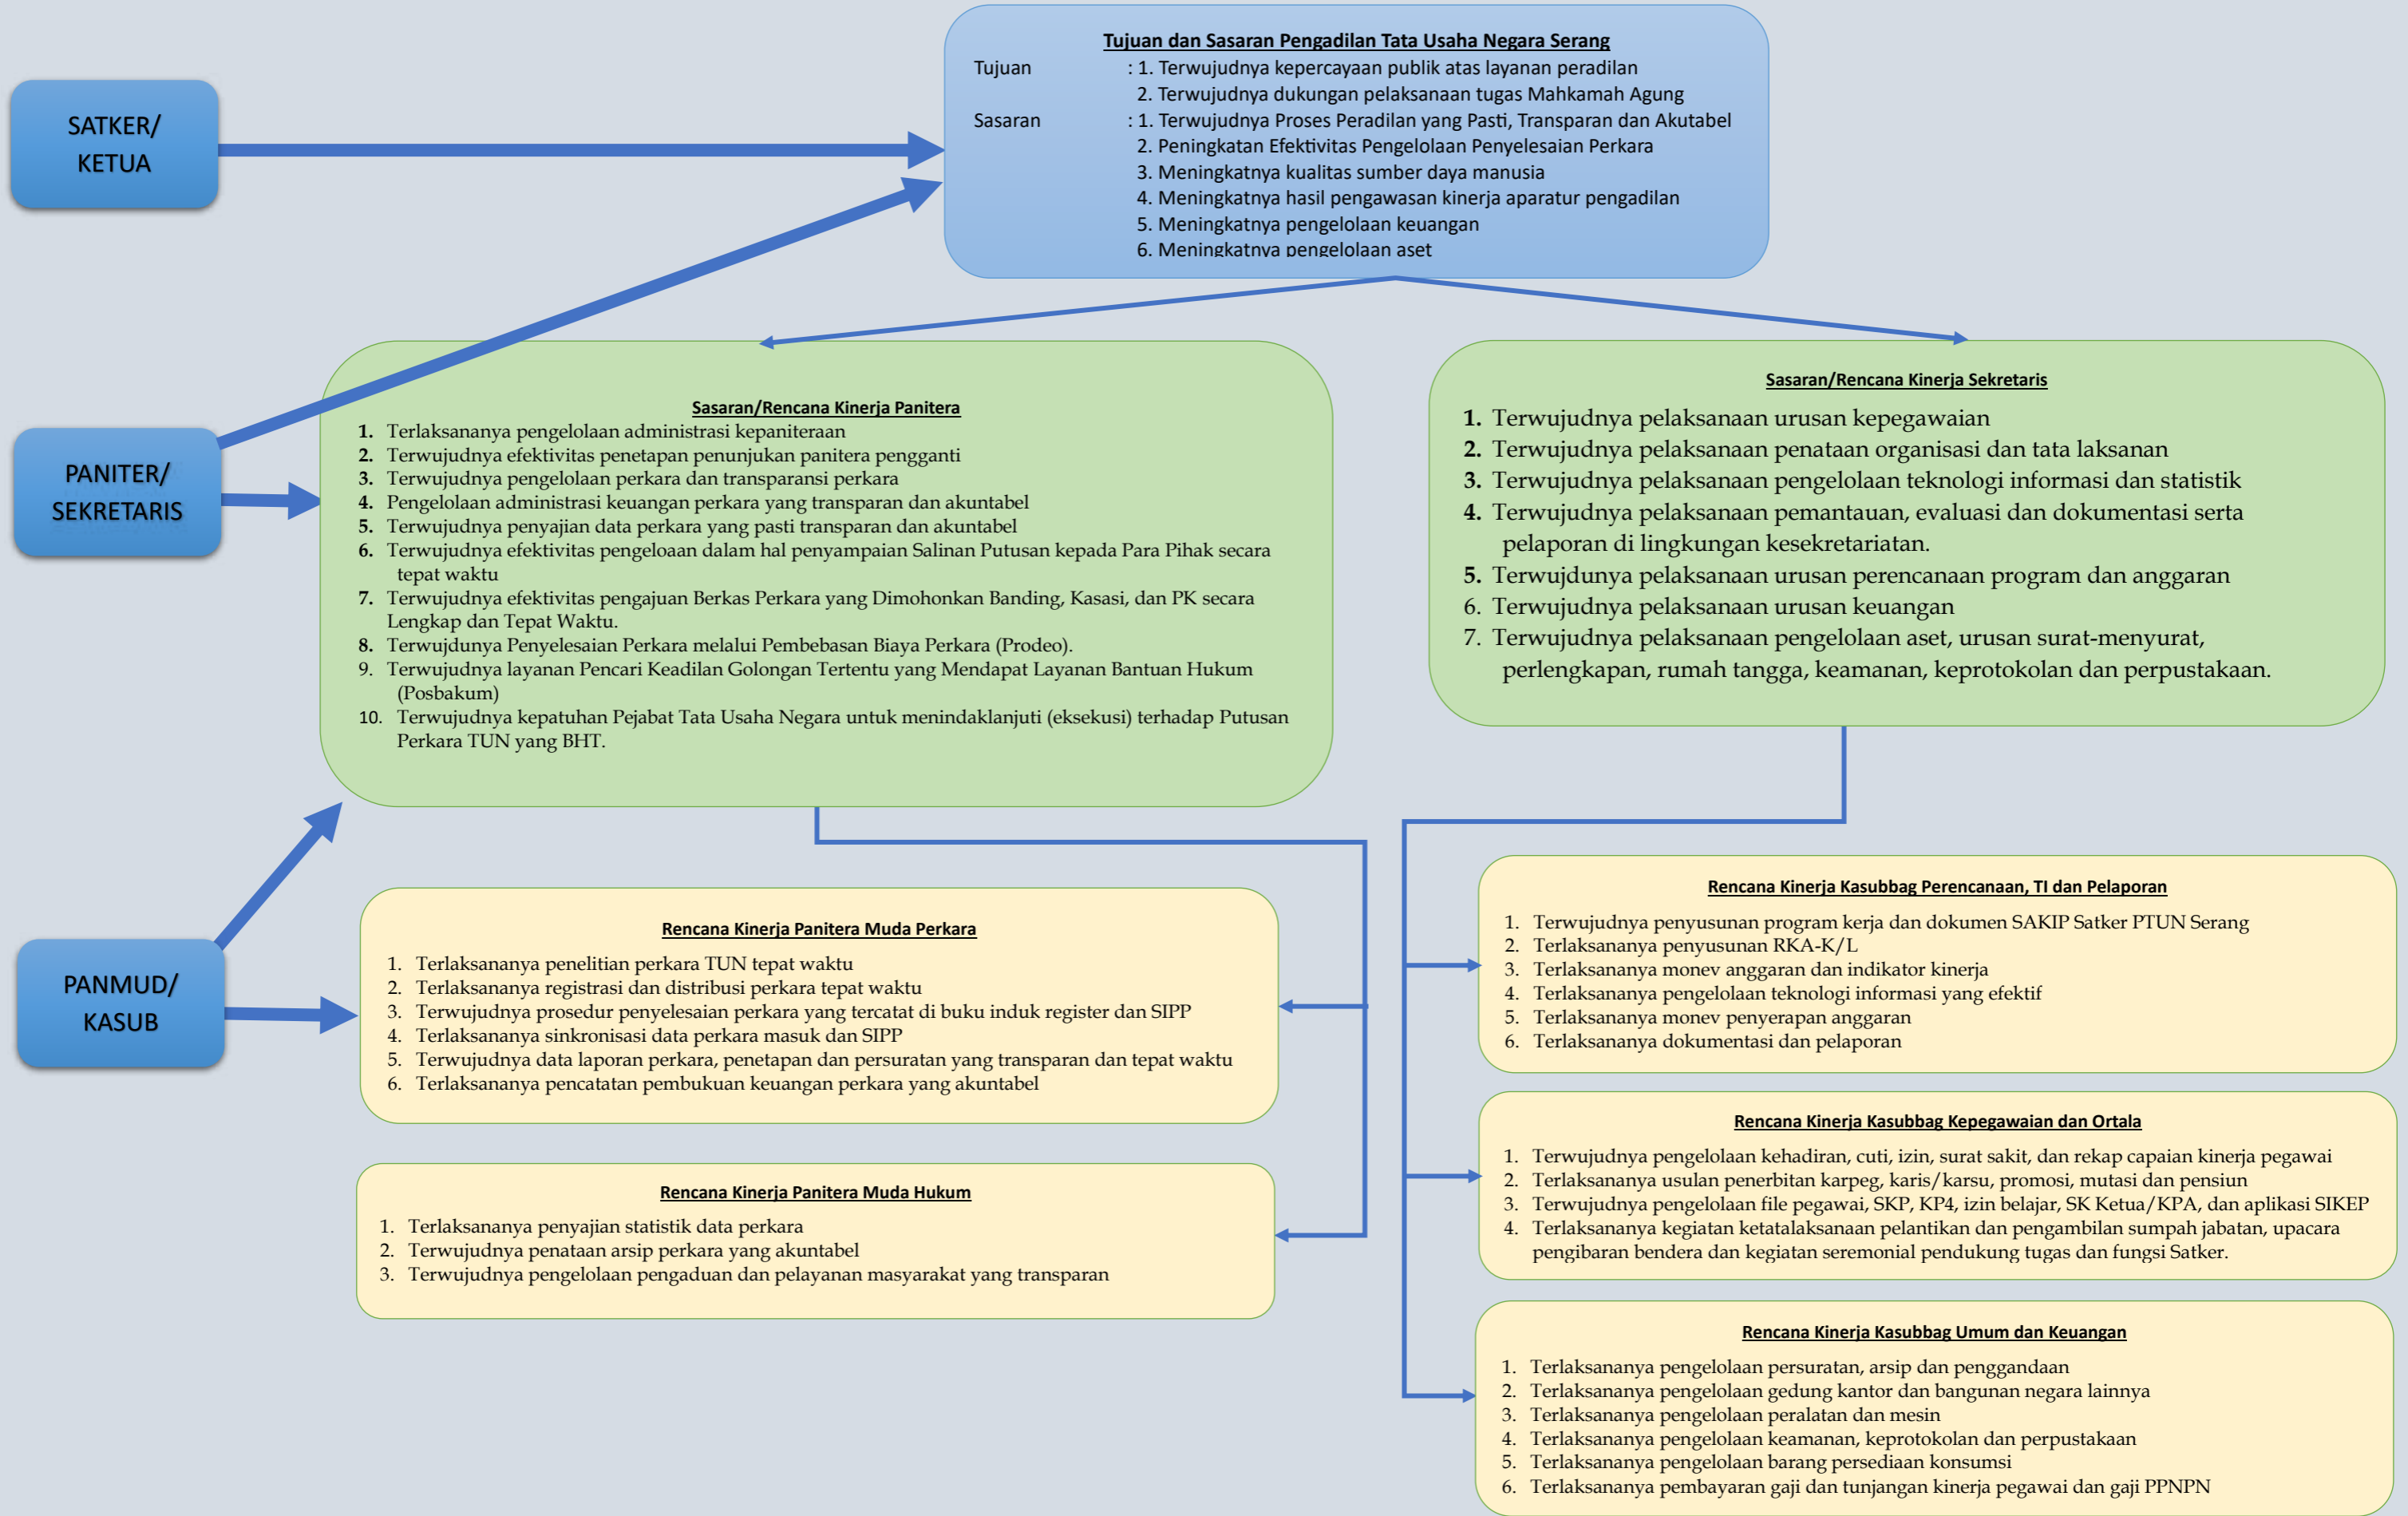 Tujuan dan Sasaran Pengadilan Tata Usaha Negara Serang
Tujuan : 1. Terwujudnya kepercayaan publik atas layanan peradilan
2. Terwujudnya dukungan pelaksanaan tugas Mahkamah Agung
Sasaran : 1. Terwujudnya Proses Peradilan yang Pasti, Transparan dan Akutabel
2. Peningkatan Efektivitas Pengelolaan Penyelesaian Perkara
3. Meningkatnya kualitas sumber daya manusia
4. Meningkatnya hasil pengawasan kinerja aparatur pengadilan
5. Meningkatnya pengelolaan keuangan
6. Meningkatnya pengelolaan aset
SATKER/
KETUA
PANITER/
SEKRETARIS
Sasaran/Rencana Kinerja Panitera
1. Terlaksananya pengelolaan administrasi kepaniteraan
2. Terwujudnya efektivitas penetapan penunjukan panitera pengganti
3. Terwujudnya pengelolaan perkara dan transparansi perkara
4. Pengelolaan administrasi keuangan perkara yang transparan dan akuntabel
5. Terwujudnya penyajian data perkara yang pasti transparan dan akuntabel
6. Terwujudnya efektivitas pengeloaan dalam hal penyampaian Salinan Putusan kepada Para Pihak secara
tepat waktu
7. Terwujudnya efektivitas pengajuan Berkas Perkara yang Dimohonkan Banding, Kasasi, dan PK secara
Lengkap dan Tepat Waktu.
8. Terwujdunya Penyelesaian Perkara melalui Pembebasan Biaya Perkara (Prodeo).
9. Terwujudnya layanan Pencari Keadilan Golongan Tertentu yang Mendapat Layanan Bantuan Hukum
(Posbakum)
10. Terwujudnya kepatuhan Pejabat Tata Usaha Negara untuk menindaklanjuti (eksekusi) terhadap Putusan
Perkara TUN yang BHT.
Sasaran/Rencana Kinerja Sekretaris
1. Terwujudnya pelaksanaan urusan kepegawaian
2. Terwujudnya pelaksanaan penataan organisasi dan tata laksanan
3. Terwujudnya pelaksanaan pengelolaan teknologi informasi dan statistik
4. Terwujudnya pelaksanaan pemantauan, evaluasi dan dokumentasi serta
pelaporan di lingkungan kesekretariatan.
5. Terwujdunya pelaksanaan urusan perencanaan program dan anggaran
6. Terwujudnya pelaksanaan urusan keuangan
7. Terwujudnya pelaksanaan pengelolaan aset, urusan surat-menyurat,
perlengkapan, rumah tangga, keamanan, keprotokolan dan perpustakaan.
PANMUD/
KASUB
Rencana Kinerja Panitera Muda Perkara
1. Terlaksananya penelitian perkara TUN tepat waktu
2. Terlaksananya registrasi dan distribusi perkara tepat waktu
3. Terwujudnya prosedur penyelesaian perkara yang tercatat di buku induk register dan SIPP
4. Terlaksananya sinkronisasi data perkara masuk dan SIPP
5. Terwujudnya data laporan perkara, penetapan dan persuratan yang transparan dan tepat waktu
6. Terlaksananya pencatatan pembukuan keuangan perkara yang akuntabel
Rencana Kinerja Panitera Muda Hukum
1. Terlaksananya penyajian statistik data perkara
2. Terwujudnya penataan arsip perkara yang akuntabel
3. Terwujudnya pengelolaan pengaduan dan pelayanan masyarakat yang transparan
Rencana Kinerja Kasubbag Perencanaan, TI dan Pelaporan
1. Terwujudnya penyusunan program kerja dan dokumen SAKIP Satker PTUN Serang
2. Terlaksananya penyusunan RKA-K/L
3. Terlaksananya monev anggaran dan indikator kinerja
4. Terlaksananya pengelolaan teknologi informasi yang efektif
5. Terlaksananya monev penyerapan anggaran
6. Terlaksananya dokumentasi dan pelaporan
Rencana Kinerja Kasubbag Kepegawaian dan Ortala
1. Terwujudnya pengelolaan kehadiran, cuti, izin, surat sakit, dan rekap capaian kinerja pegawai
2. Terlaksananya usulan penerbitan karpeg, karis/karsu, promosi, mutasi dan pensiun
3. Terwujudnya pengelolaan file pegawai, SKP, KP4, izin belajar, SK Ketua/KPA, dan aplikasi SIKEP
4. Terlaksananya kegiatan ketatalaksanaan pelantikan dan pengambilan sumpah jabatan, upacara
pengibaran bendera dan kegiatan seremonial pendukung tugas dan fungsi Satker.
Rencana Kinerja Kasubbag Umum dan Keuangan
1. Terlaksananya pengelolaan persuratan, arsip dan penggandaan
2. Terlaksananya pengelolaan gedung kantor dan bangunan negara lainnya
3. Terlaksananya pengelolaan peralatan dan mesin
4. Terlaksananya pengelolaan keamanan, keprotokolan dan perpustakaan
5. Terlaksananya pengelolaan barang persediaan konsumsi
6. Terlaksananya pembayaran gaji dan tunjangan kinerja pegawai dan gaji PPNPN